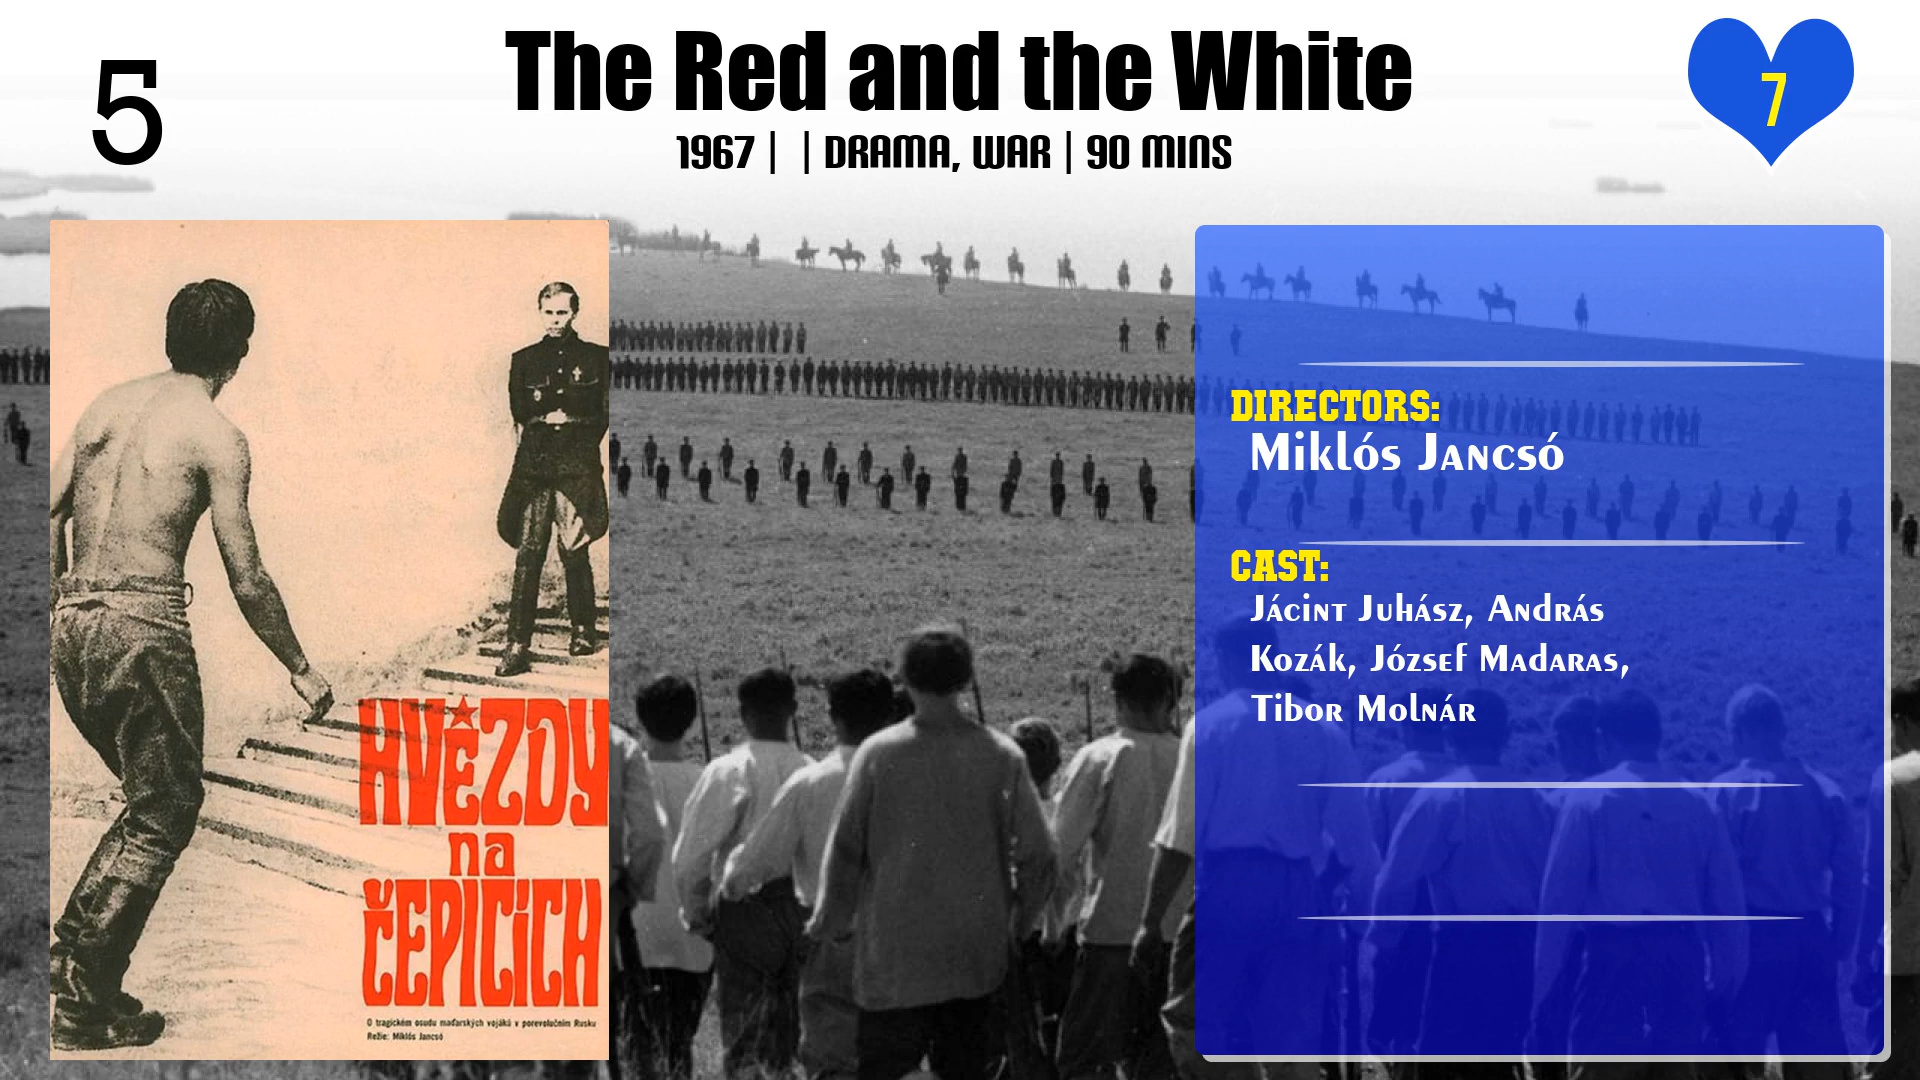 5
The Red and the White
7
1967 | | DRAMA, WAR | 90 MINS
DIRECTORS:
Miklós Jancsó
CAST:
Jácint Juhász, András
Kozák, József Madaras,
Tibor Molnár
HVĚZDY
na
ČEPICÍCH
O tragickém osudu maďarských vojáků v porevolučním Rusku
Režie: Miklós Jancsó